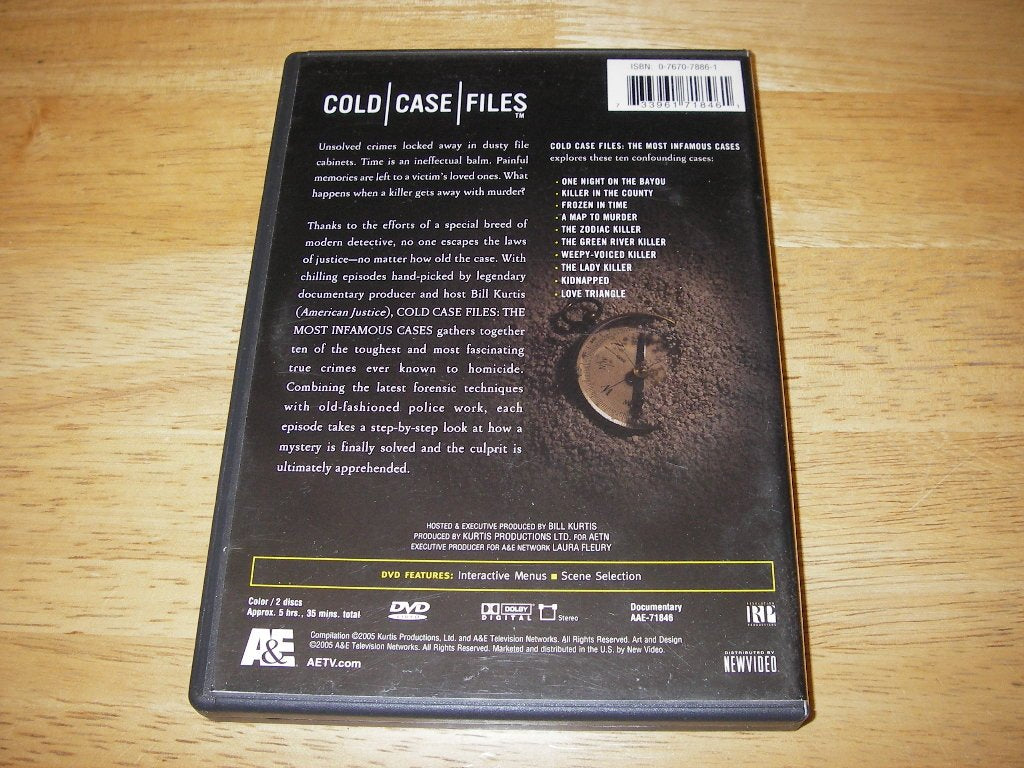 COLD CASE FILES™
ISBN. 0-7670-7886-1
7 33961 71846 1
Unsolved crimes locked away in dusty file
cabinets. Time is an ineffectual balm. Painful
memories are left to a victim's loved ones. What
happens when a killer gets away with murder?
Thanks to the efforts of a special breed of
modern detective, no one escapes the laws
of justice—no matter how old the case. With
chilling episodes hand-picked by legendary
documentary producer and host Bill Kurtis
(American Justice), COLD CASE FILES: THE
MOST INFAMOUS CASES gathers together
ten of the toughest and most fascinating
true crimes ever known to homicide.
Combining the latest forensic techniques
with old-fashioned police work, each
episode takes a step-by-step look at how a
mystery is finally solved and the culprit is
ultimately apprehended.
COLD CASE FILES: THE MOST INFAMOUS CASES
explores these ten confounding cases:
· ONE NIGHT ON THE BAYOU
· KILLER IN THE COUNTY
· FROZEN IN TIME
· A MAP TO MURDER
· THE ZODIAC KILLER
· THE GREEN RIVER KILLER
· WEEPY-VOICED KILLER
· THE LADY KILLER
· KIDNAPPED
· LOVE TRIANGLE
HOSTED & EXECUTIVE PRODUCED BY BILL KURTIS
PRODUCED BY KURTIS PRODUCTIONS LTD. FOR AETN
EXECUTIVE PRODUCER FOR A&E NETWORK LAURA FLEURY
DVD FEATURES: Interactive Menus ■ Scene Selection
Color / 2 discs
Approx. 5 hrs., 35 mins. total
DVD VIDEO
DOLBY DIGITAL
Stereo
Documentary
AAE-71846
A&E
Compilation ©2005 Kurtis Productions, Ltd. and A&E Television Networks. All Rights Reserved. Art and Design
©2005 A&E Television Networks. All Rights Reserved. Marketed and distributed in the U.S. by New Video.
AETV.com
DISTRIBUTED BY
NEWVIDEO